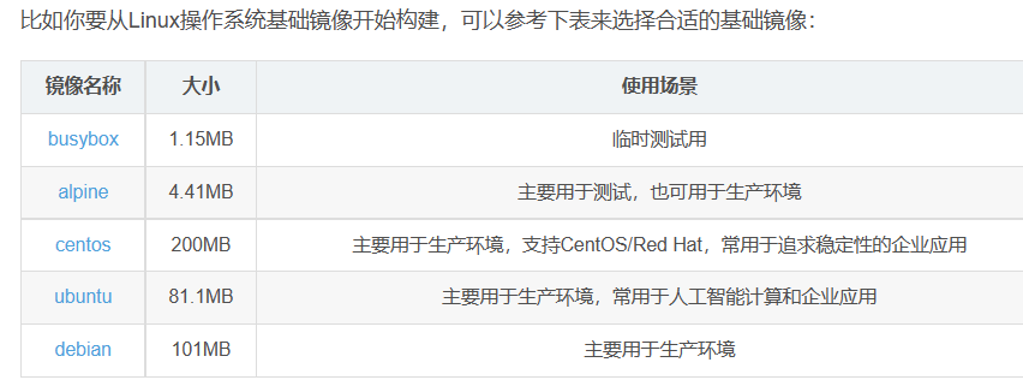 比如你要从Linux操作系统基础镜像开始构建，可以参考下表来选择合适的基础镜像：
镜像名称 大小 使用场景
busybox 1.15MB 临时测试用
alpine 4.41MB 主要用于测试，也可用于生产环境
centos 200MB 主要用于生产环境，支持CentOS/Red Hat，常用于追求稳定性的企业应用
ubuntu 81.1MB 主要用于生产环境，常用于人工智能计算和企业应用
debian 101MB 主要用于生产环境